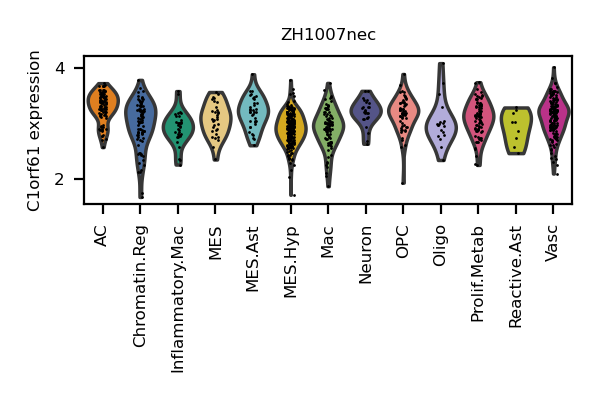 ZH1007nec
C1orf61 expression
4
2
AC
Chromatin.Reg
Inflammatory.Mac
MES
MES.Ast
MES.Hyp
Mac
Neuron
OPC
Oligo
Prolif.Metab
Reactive.Ast
Vasc